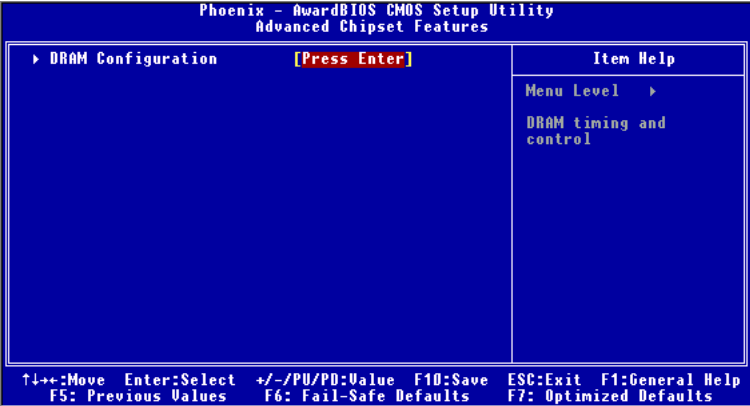 Phoenix - AwardBIOS CMOS Setup Utility
Advanced Chipset Features
▸ DRAM Configuration [Press Enter]
Item Help
Menu Level ▸
DRAM timing and
control
↑↓→←:Move Enter:Select +/-/PU/PD:Value F10:Save ESC:Exit F1:General Help
F5: Previous Values F6: Fail-Safe Defaults F7: Optimized Defaults